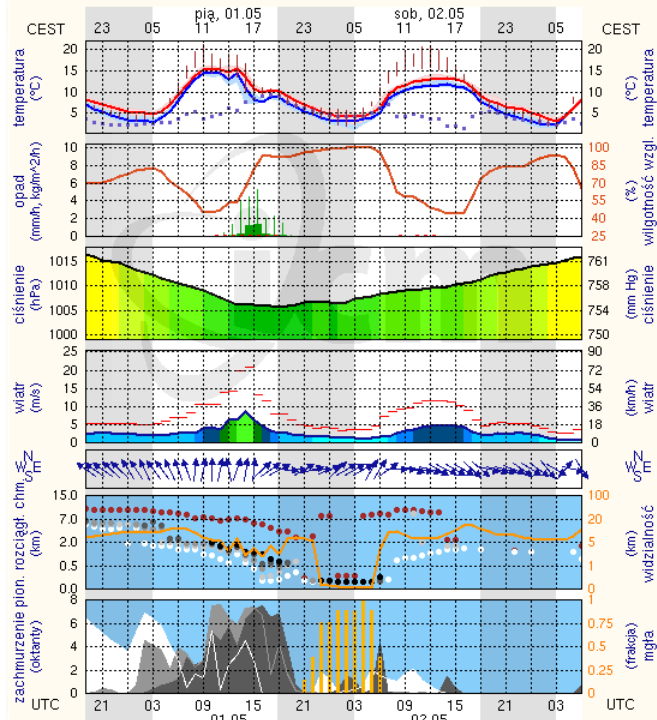 pią, 01.05 sob, 02.05
CEST 23 05 11 17 23 05 11 17 23 05 CEST
temperatura (°C) 20 15 10 5 20 15 10 5 temperatura (°C)
opad (mm/h, kg/m^2/h) 10 8 6 4 2 0 100 85 70 55 40 25 wilgotność wzgl. (%)
ciśnienie (hPa) 1015 1010 1005 1000 761 758 754 750 ciśnienie (mm Hg)
icm
wiatr (m/s) 25 20 15 10 5 0 90 72 54 36 18 0 wiatr (km/h)
N W E S N W E S
pion. rozciągł. chm. (km) 15.0 7.0 2.0 0.5 0.0 100 20 5 1 0 widzialność (km)
zachmurzenie (oktanty) 8 6 4 2 0 1 0.75 0.5 0.25 0 mgła (frakcja)
UTC 21 03 09 15 21 03 09 15 21 03 UTC
01.05 02.05